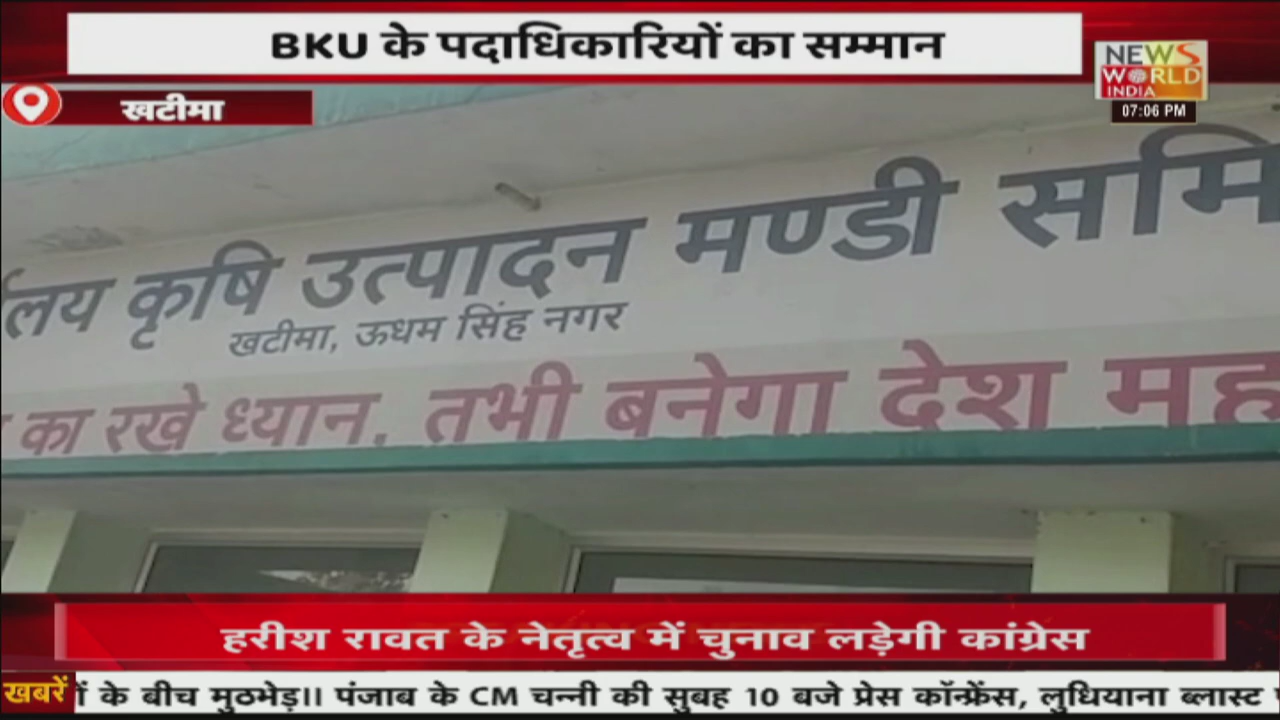 BKU के पदाधिकारियों का सम्मान
NEWS
WORLD
INDIA
07:06 PM
खटीमा
कृषि उत्पादन मण्डी
खटीमा, ऊधम सिंह नगर
का रखे ध्यान, तभी बनेगा देश
हरीश रावत के नेतृत्व में चुनाव लड़ेगी कांग्रेस
खबरें
के बीच मुठभेड़।। पंजाब के CM चन्नी की सुबह 10 बजे प्रेस कॉन्फ्रेंस, लुधियाना ब्लास्ट